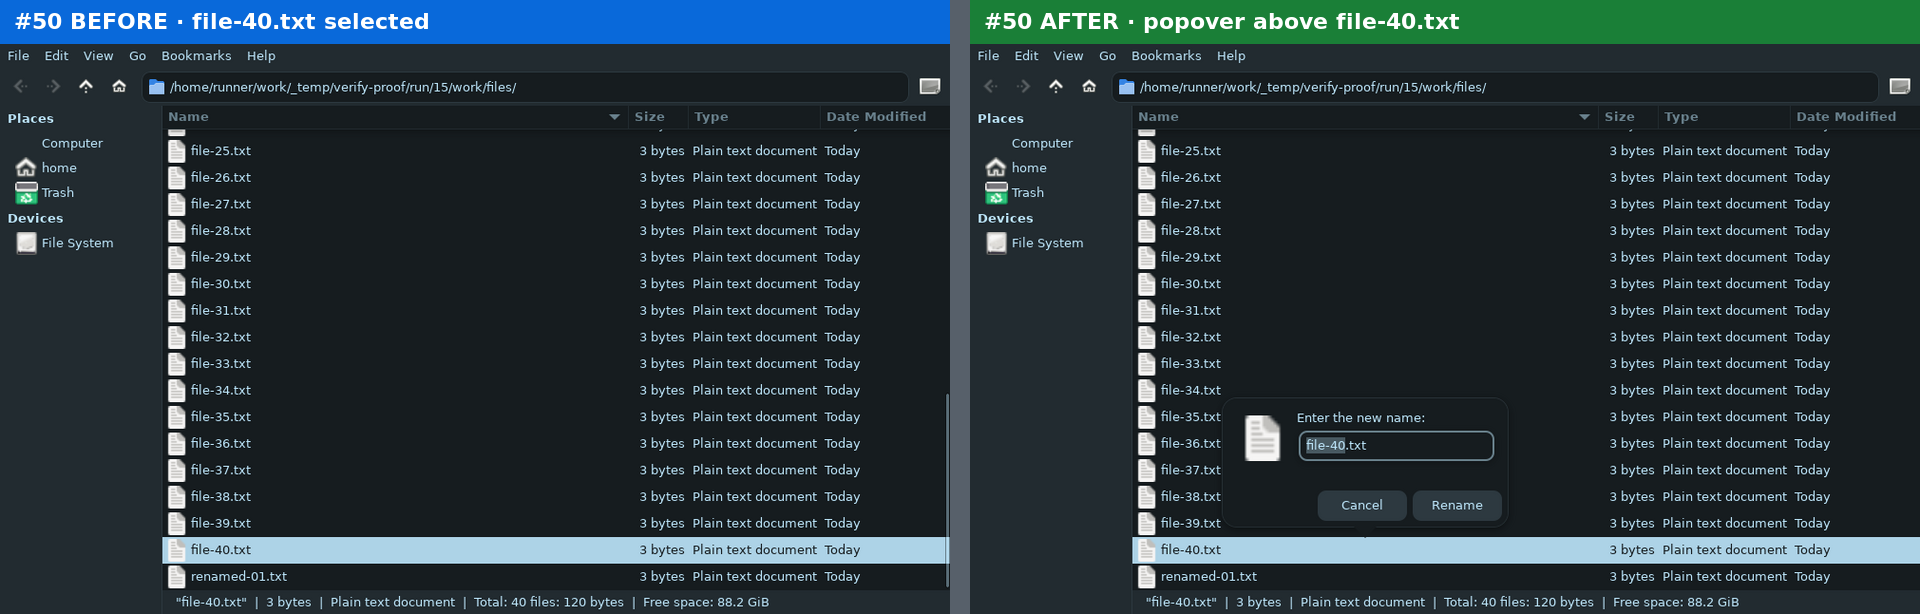 #50 BEFORE · file-40.txt selected
File Edit View Go Bookmarks Help
/home/runner/work/_temp/verify-proof/run/15/work/files/
Places
Computer
home
Trash
Devices
File System
Name Size Type Date Modified
file-25.txt 3 bytes Plain text document Today
file-26.txt 3 bytes Plain text document Today
file-27.txt 3 bytes Plain text document Today
file-28.txt 3 bytes Plain text document Today
file-29.txt 3 bytes Plain text document Today
file-30.txt 3 bytes Plain text document Today
file-31.txt 3 bytes Plain text document Today
file-32.txt 3 bytes Plain text document Today
file-33.txt 3 bytes Plain text document Today
file-34.txt 3 bytes Plain text document Today
file-35.txt 3 bytes Plain text document Today
file-36.txt 3 bytes Plain text document Today
file-37.txt 3 bytes Plain text document Today
file-38.txt 3 bytes Plain text document Today
file-39.txt 3 bytes Plain text document Today
file-40.txt 3 bytes Plain text document Today
renamed-01.txt 3 bytes Plain text document Today
"file-40.txt" | 3 bytes | Plain text document | Total: 40 files: 120 bytes | Free space: 88.2 GiB
#50 AFTER · popover above file-40.txt
File Edit View Go Bookmarks Help
/home/runner/work/_temp/verify-proof/run/15/work/files/
Places
Computer
home
Trash
Devices
File System
Name Size Type Date Modified
file-25.txt 3 bytes Plain text document Today
file-26.txt 3 bytes Plain text document Today
file-27.txt 3 bytes Plain text document Today
file-28.txt 3 bytes Plain text document Today
file-29.txt 3 bytes Plain text document Today
file-30.txt 3 bytes Plain text document Today
file-31.txt 3 bytes Plain text document Today
file-32.txt 3 bytes Plain text document Today
file-33.txt 3 bytes Plain text document Today
file-34.txt 3 bytes Plain text document Today
file-35.txt 3 bytes Plain text document Today
file-36.txt 3 bytes Plain text document Today
file-37.txt 3 bytes Plain text document Today
file-38.txt 3 bytes Plain text document Today
file-39.txt 3 bytes Plain text document Today
file-40.txt 3 bytes Plain text document Today
renamed-01.txt 3 bytes Plain text document Today
Enter the new name:
file-40.txt
Cancel Rename
"file-40.txt" | 3 bytes | Plain text document | Total: 40 files: 120 bytes | Free space: 88.2 GiB